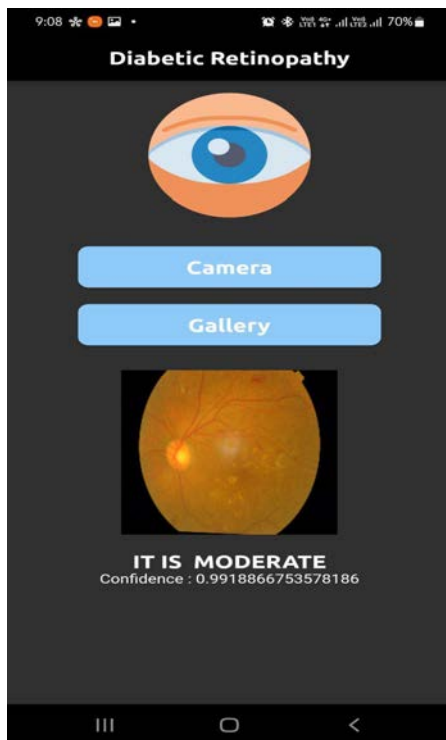 9:08 70%
Diabetic Retinopathy
Camera
Gallery
IT IS MODERATE
Confidence : 0.9918866753578186